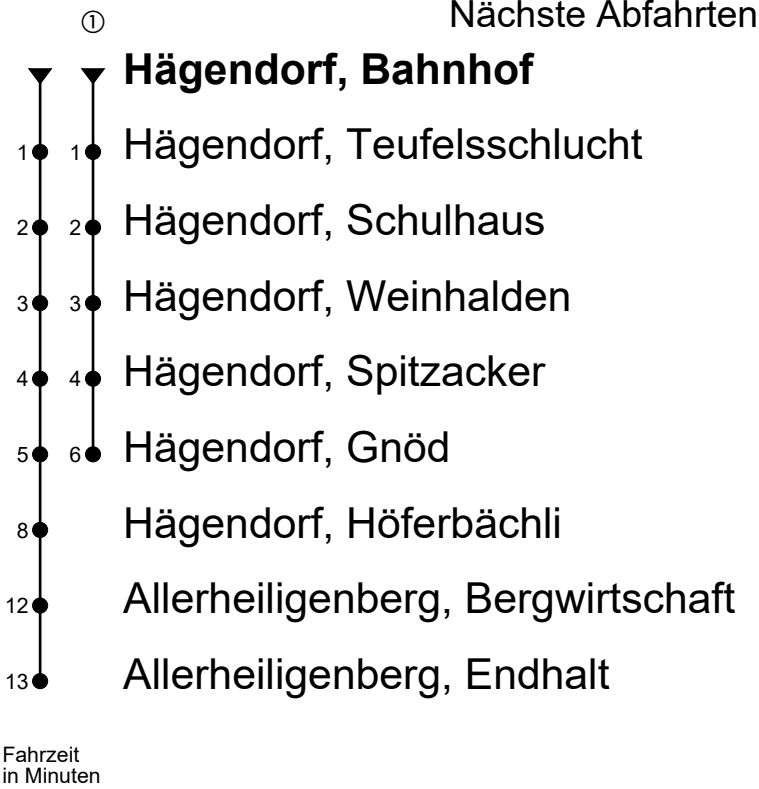 ① Nächste Abfahrten
Hägendorf, Bahnhof
1 1 Hägendorf, Teufelsschlucht
2 2 Hägendorf, Schulhaus
3 3 Hägendorf, Weinhalden
4 4 Hägendorf, Spitzacker
5 6 Hägendorf, Gnöd
8 Hägendorf, Höferbächli
12 Allerheiligenberg, Bergwirtschaft
13 Allerheiligenberg, Endhalt
Fahrzeit
in Minuten